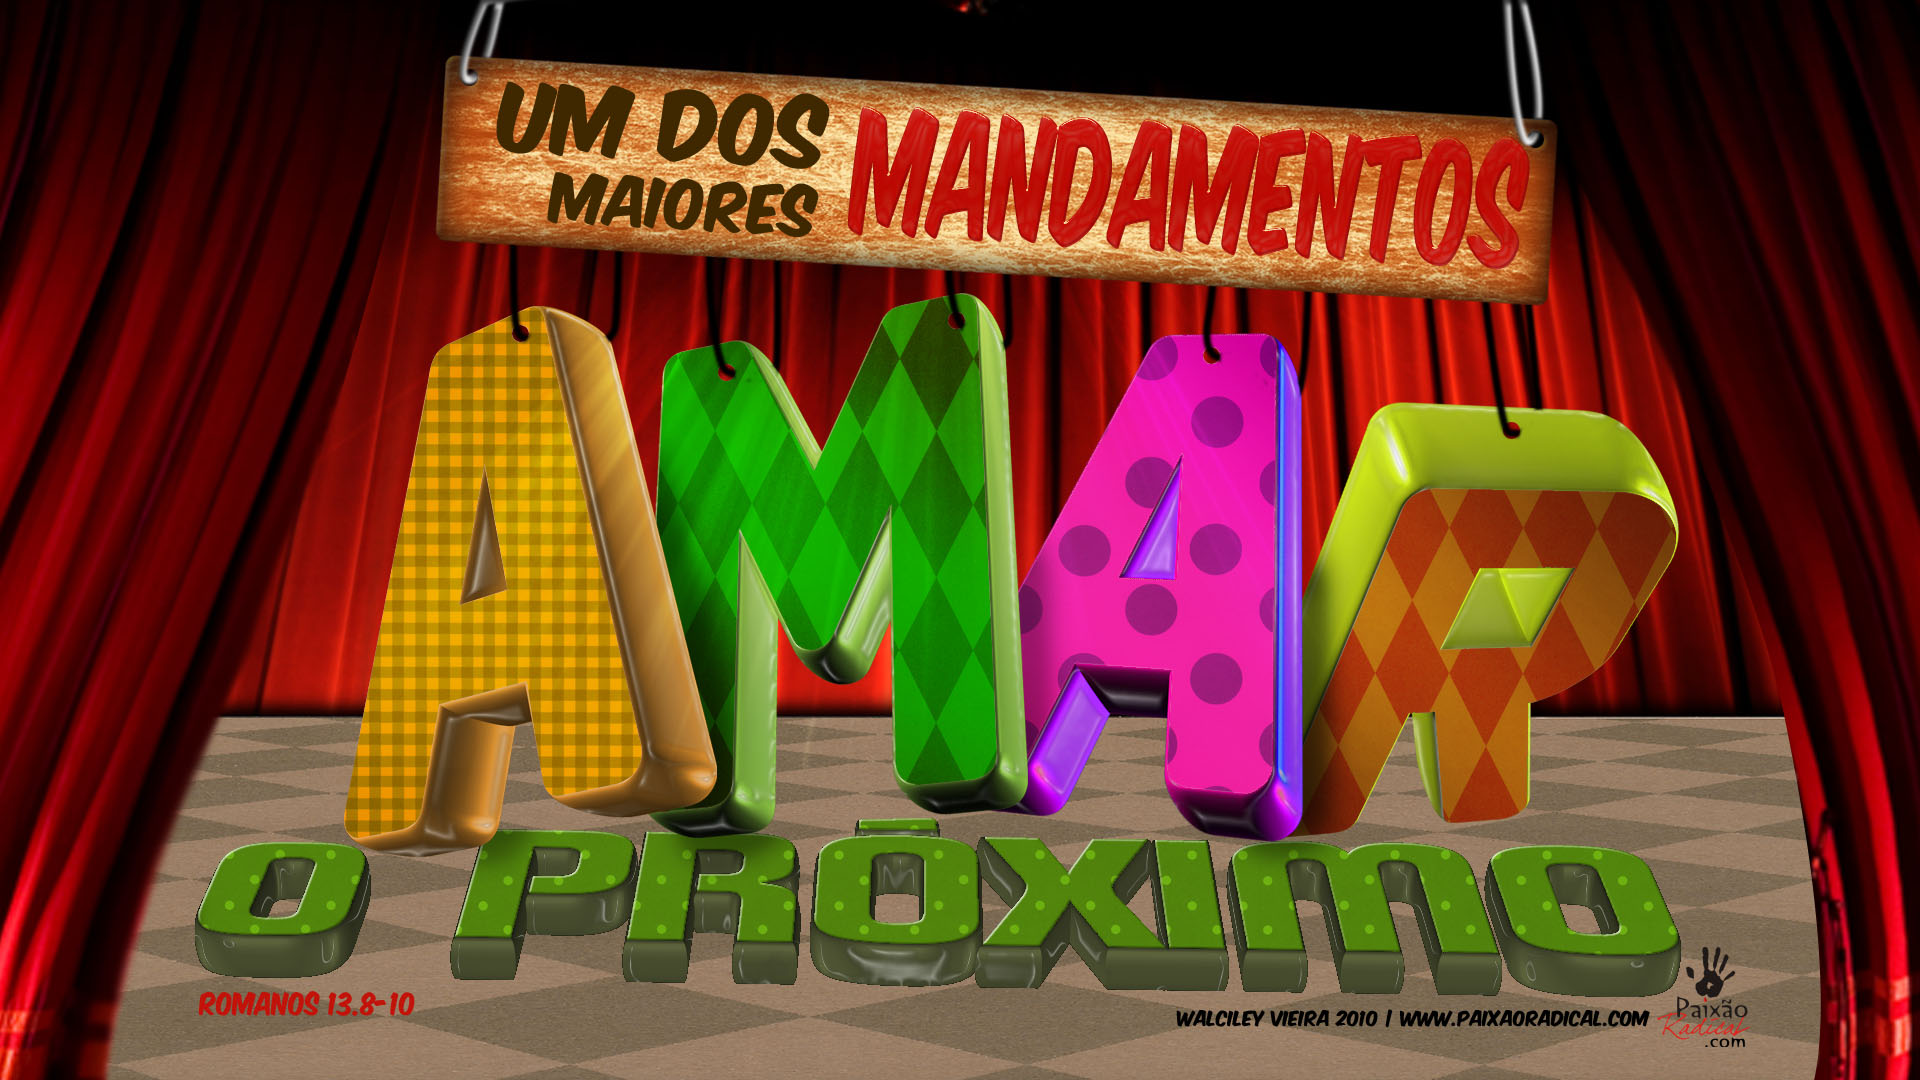 UM DOS
MAIORES
MANDAMENTOS
AMAR
O PRÓXIMO
ROMANOS 13.8-10
WALCILEY VIEIRA 2010 | WWW.PAIXAORADICAL.COM
Paixão
Radical
.com